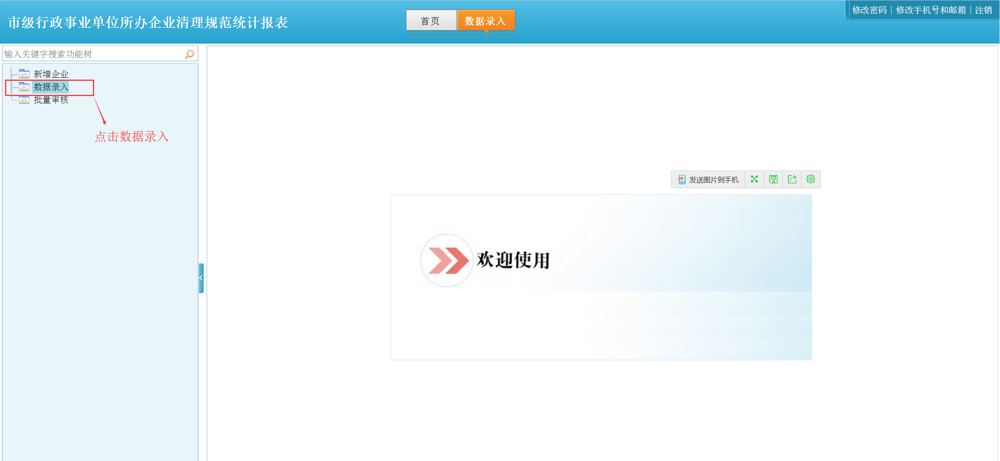 修改密码 | 修改手机号和邮箱 | 注销
市级行政事业单位所办企业清理规范统计报表
首页 数据录入
输入关键字搜索功能树
新增企业
数据录入
批量审核
点击数据录入
发送图片到手机
欢迎使用